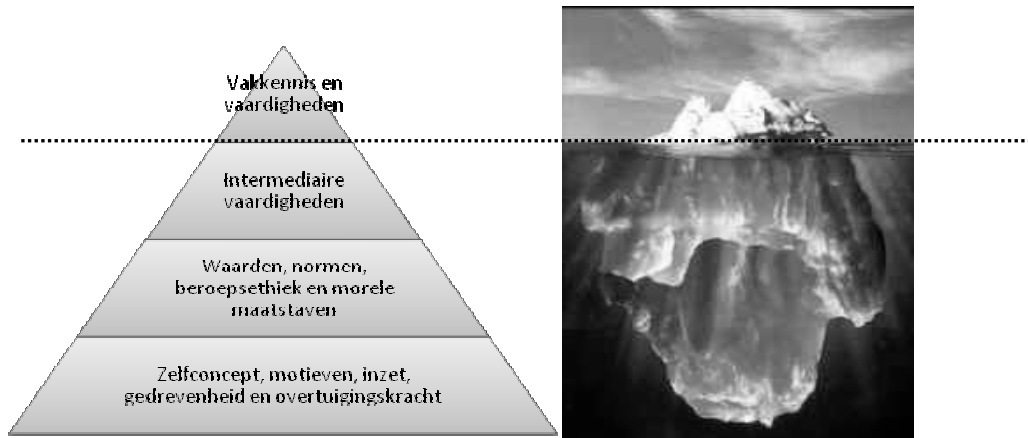 Vakkennis en
vaardigheden
Intermediaire
vaardigheden
Waarden, normen,
beroepsethiek en morele
maatstaven
Zelfconcept, motieven, inzet,
gedrevenheid en overtuigingskracht